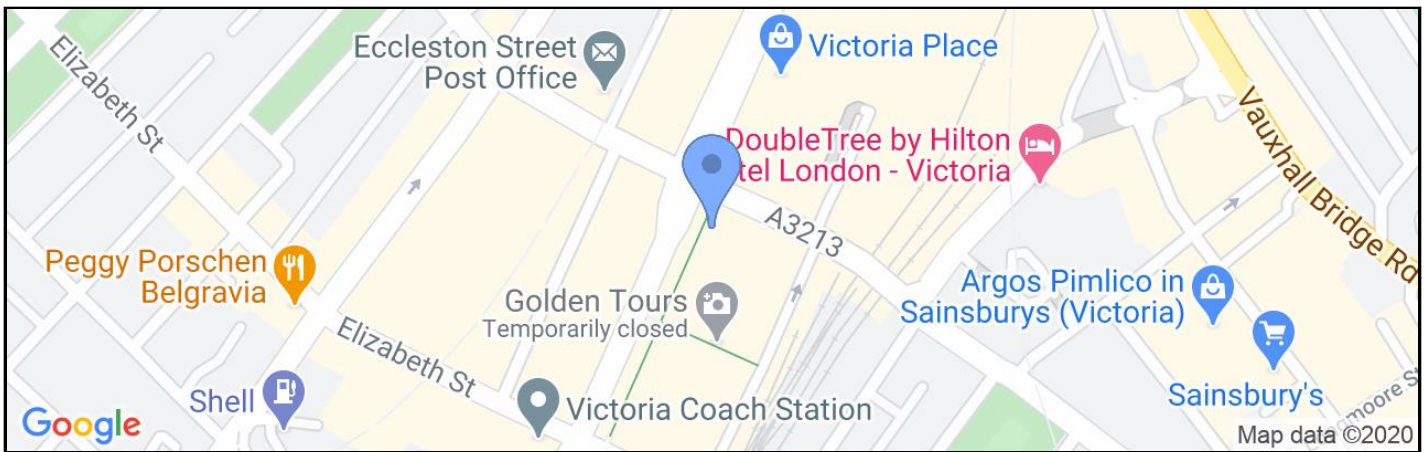 Elizabeth St
Eccleston Street
Post Office
Victoria Place
DoubleTree by Hilton
tel London - Victoria
Vauxhall Bridge Rd
A3213
Peggy Porschen
Belgravia
Golden Tours
Temporarily closed
Argos Pimlico in
Sainsburys (Victoria)
Elizabeth St
Shell
Victoria Coach Station
Sainsbury's
Google
Map data ©2020